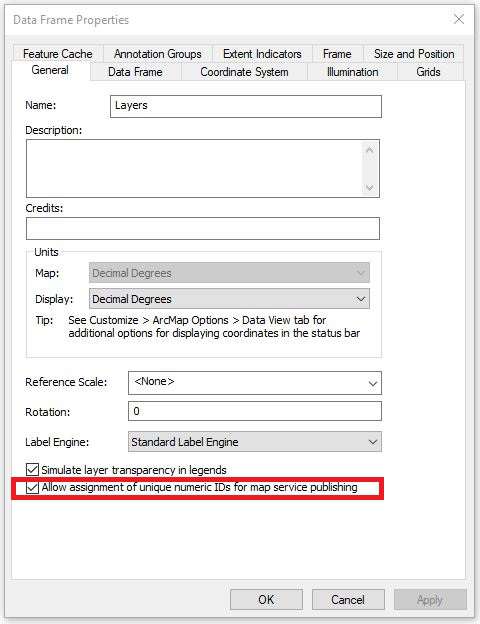 Data Frame Properties
Feature Cache Annotation Groups Extent Indicators Frame Size and Position
General Data Frame Coordinate System Illumination Grids
Name: Layers
Description:
Credits:
Units
Map: Decimal Degrees
Display: Decimal Degrees
Tip: See Customize > ArcMap Options > Data View tab for
additional options for displaying coordinates in the status bar
Reference Scale: <None>
Rotation: 0
Label Engine: Standard Label Engine
Simulate layer transparency in legends
Allow assignment of unique numeric IDs for map service publishing
OK Cancel Apply